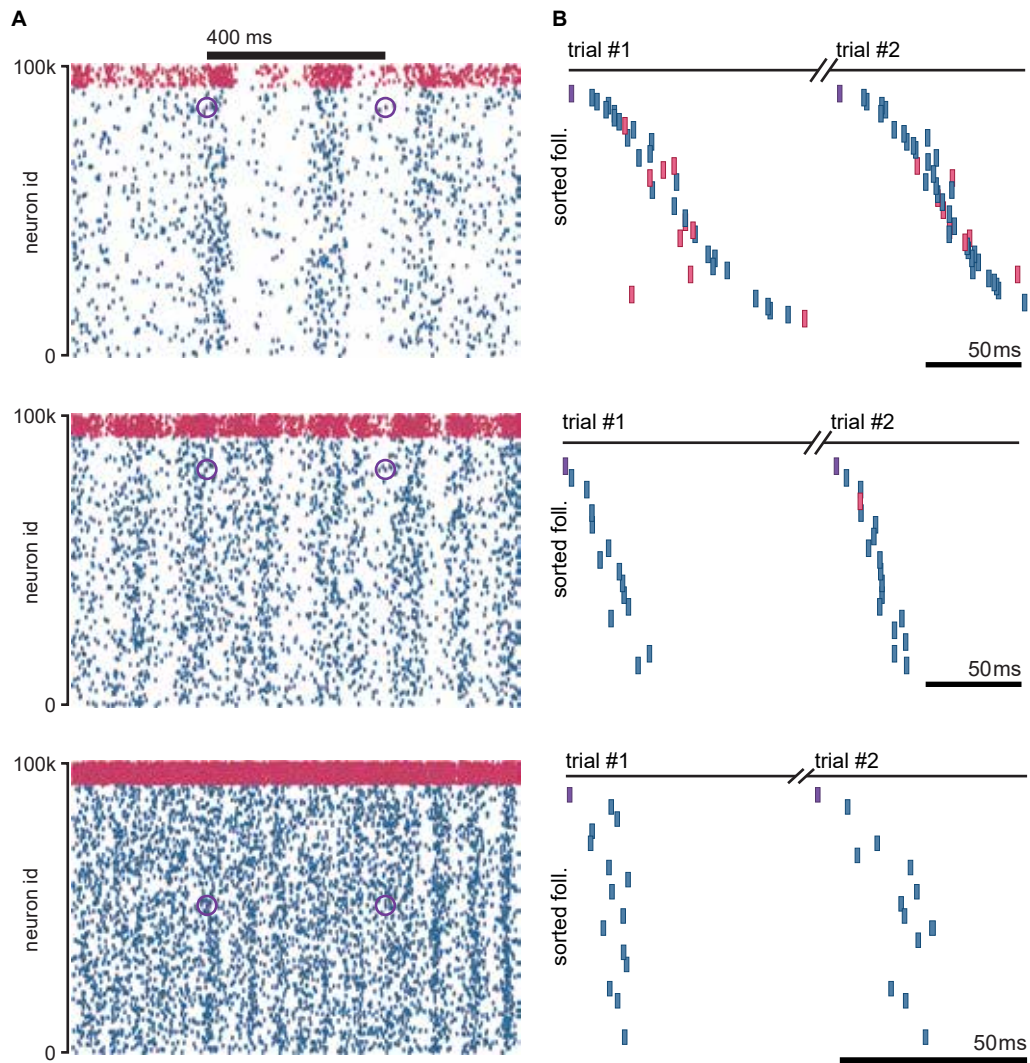 A
B
400 ms
trial #1
trial #2
100k
neuron id
0
sorted foll.
50ms
100k
neuron id
0
trial #1
trial #2
sorted foll.
50ms
100k
neuron id
0
trial #1
trial #2
sorted foll.
50ms